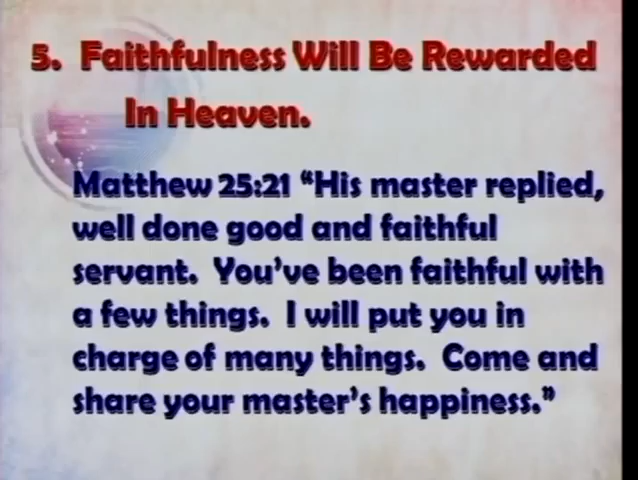 5. Faithfulness Will Be Rewarded
In Heaven.
Matthew 25:21 “His master replied,
well done good and faithful
servant. You’ve been faithful with
a few things. I will put you in
charge of many things. Come and
share your master’s happiness.”